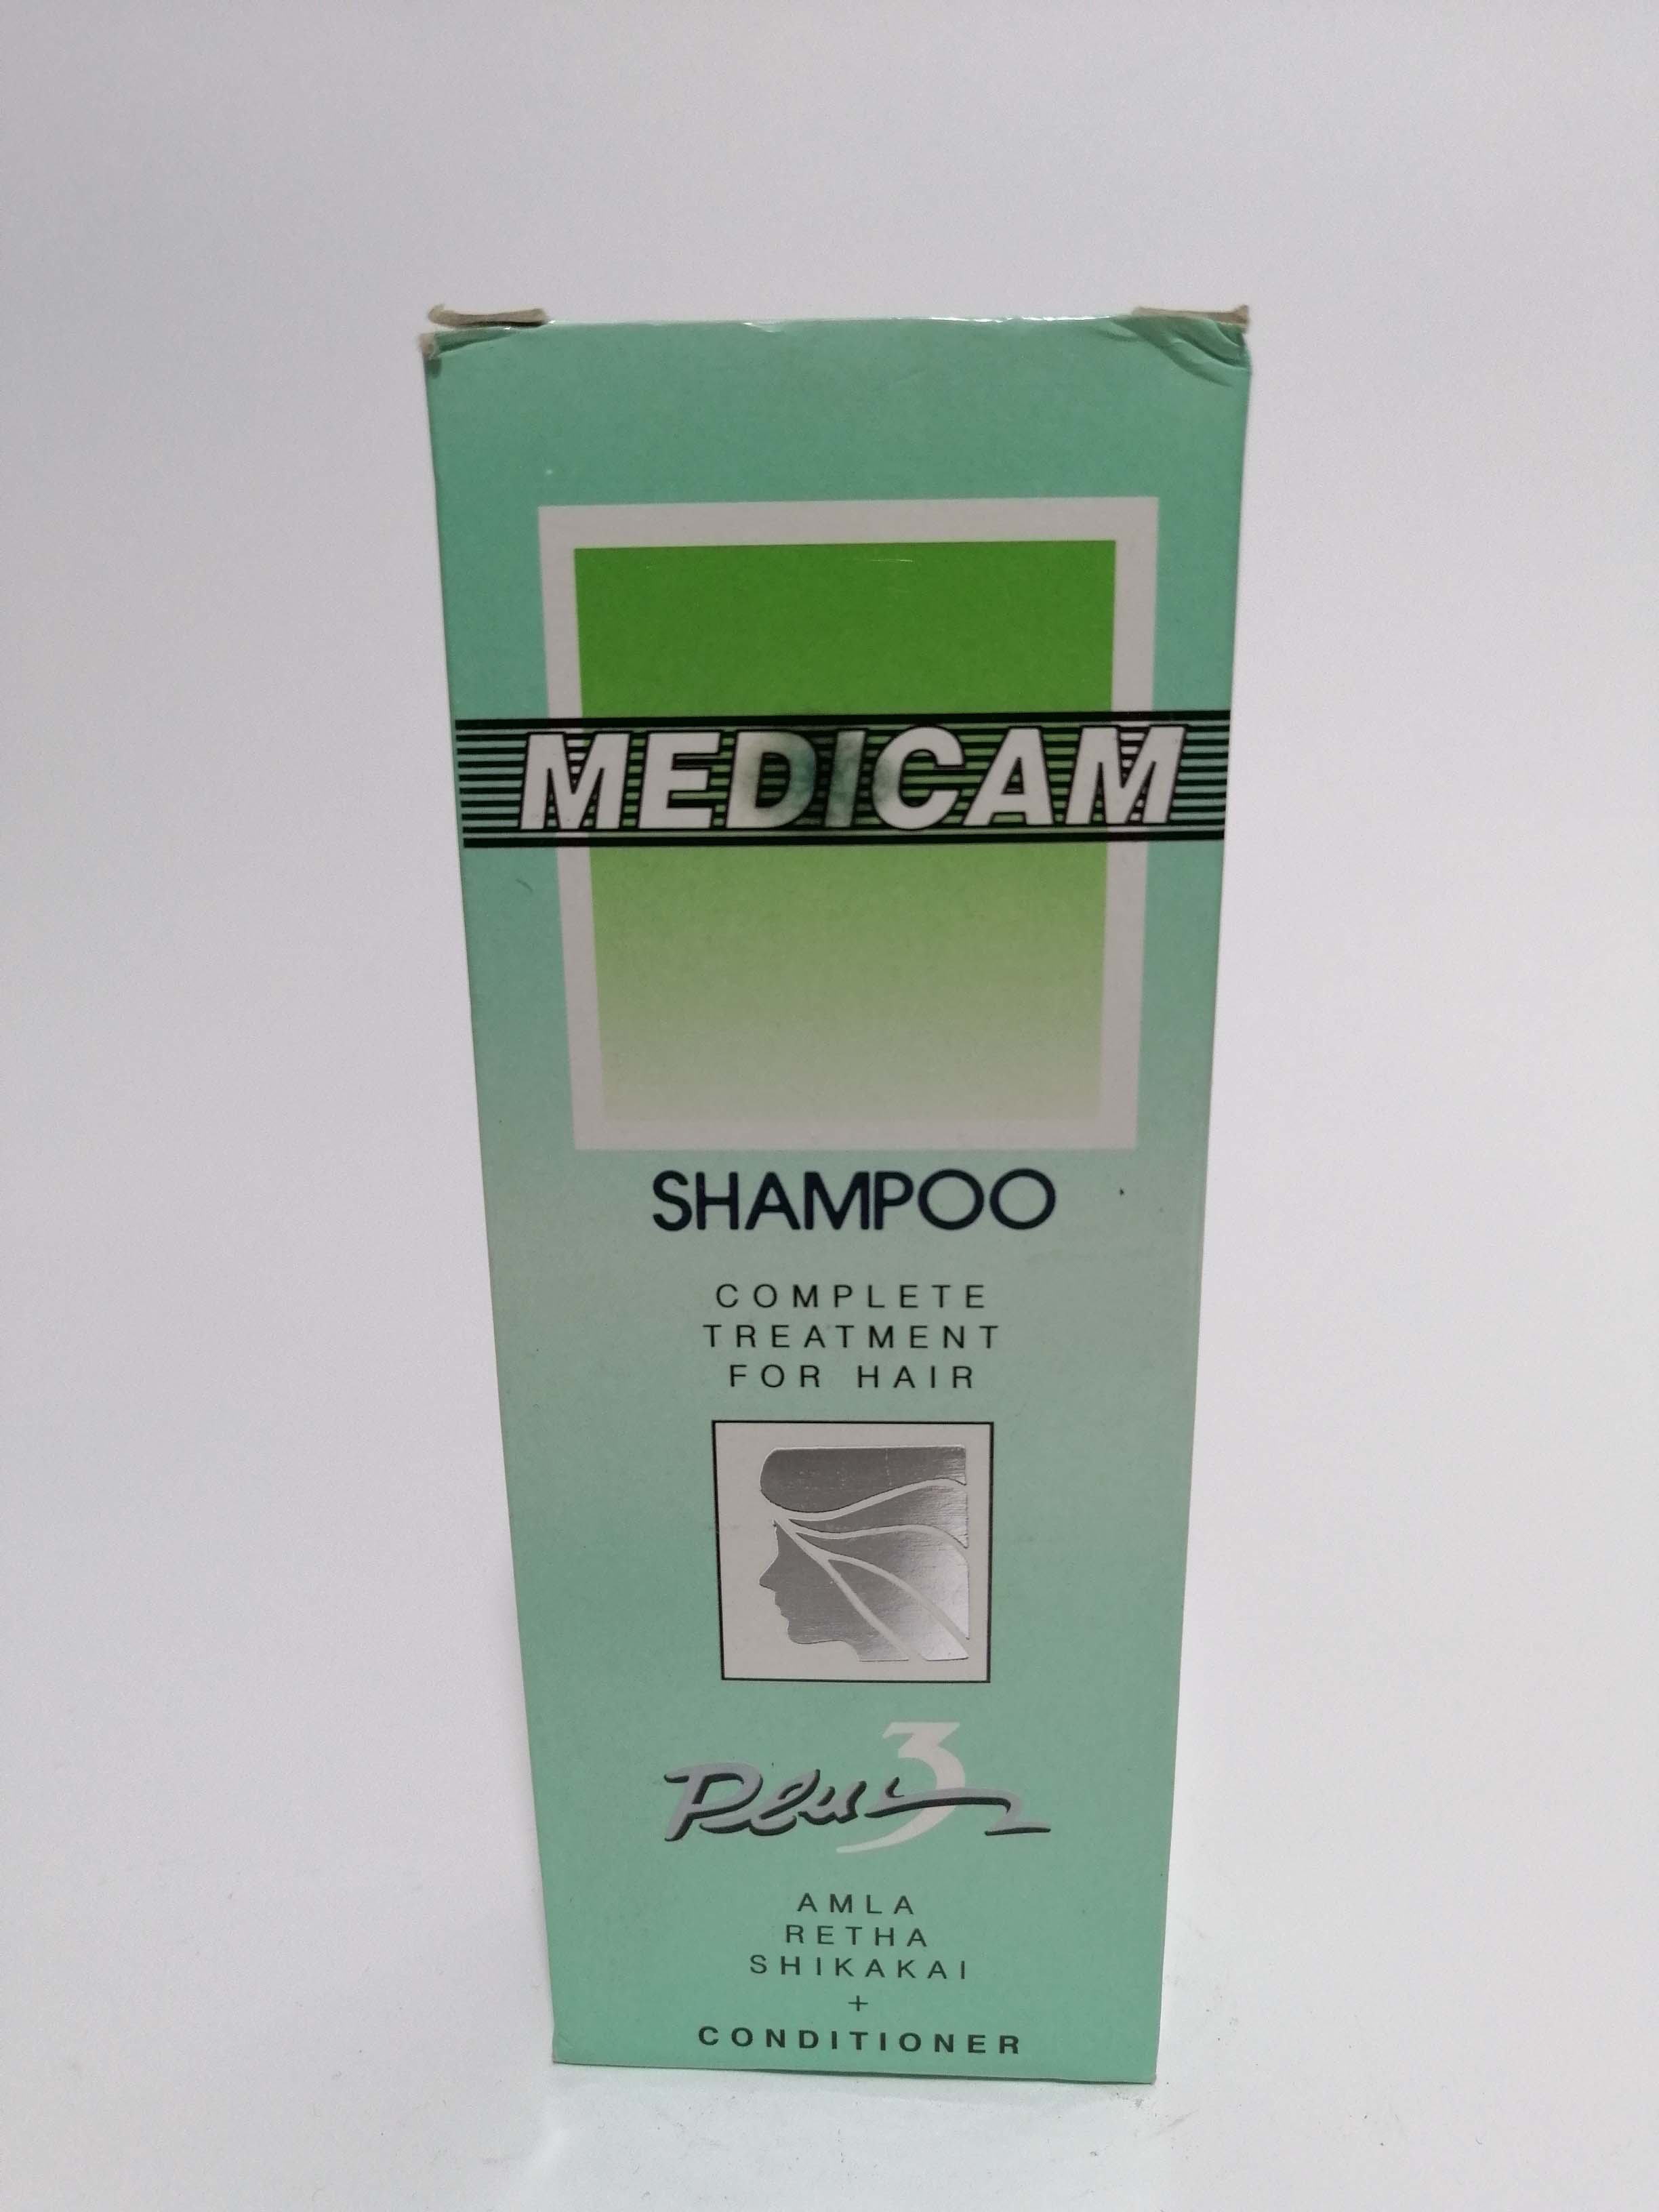 MEDICAM
SHAMPOO
COMPLETE
TREATMENT
FOR HAIR
Plus 3
AMLA
RETHA
SHIKAKAI
+
CONDITIONER